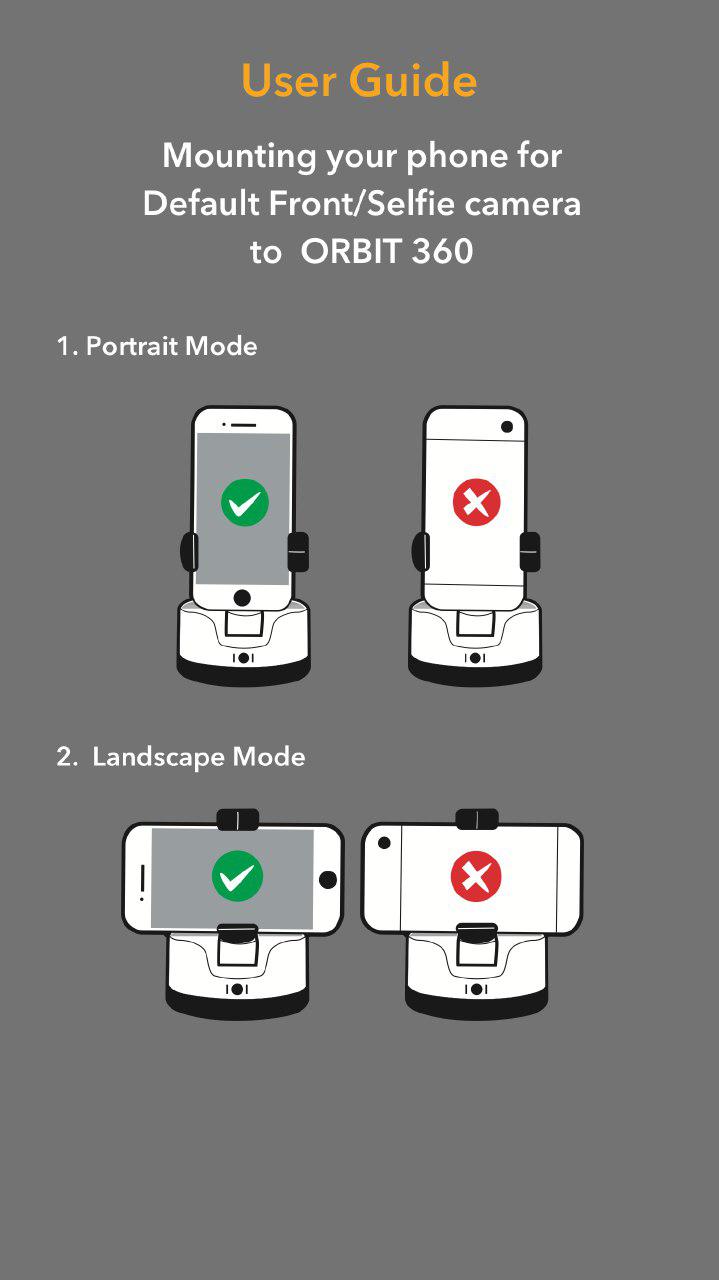 User Guide
Mounting your phone for
Default Front/Selfie camera
to  ORBIT 360
1. Portrait Mode
2.  Landscape Mode